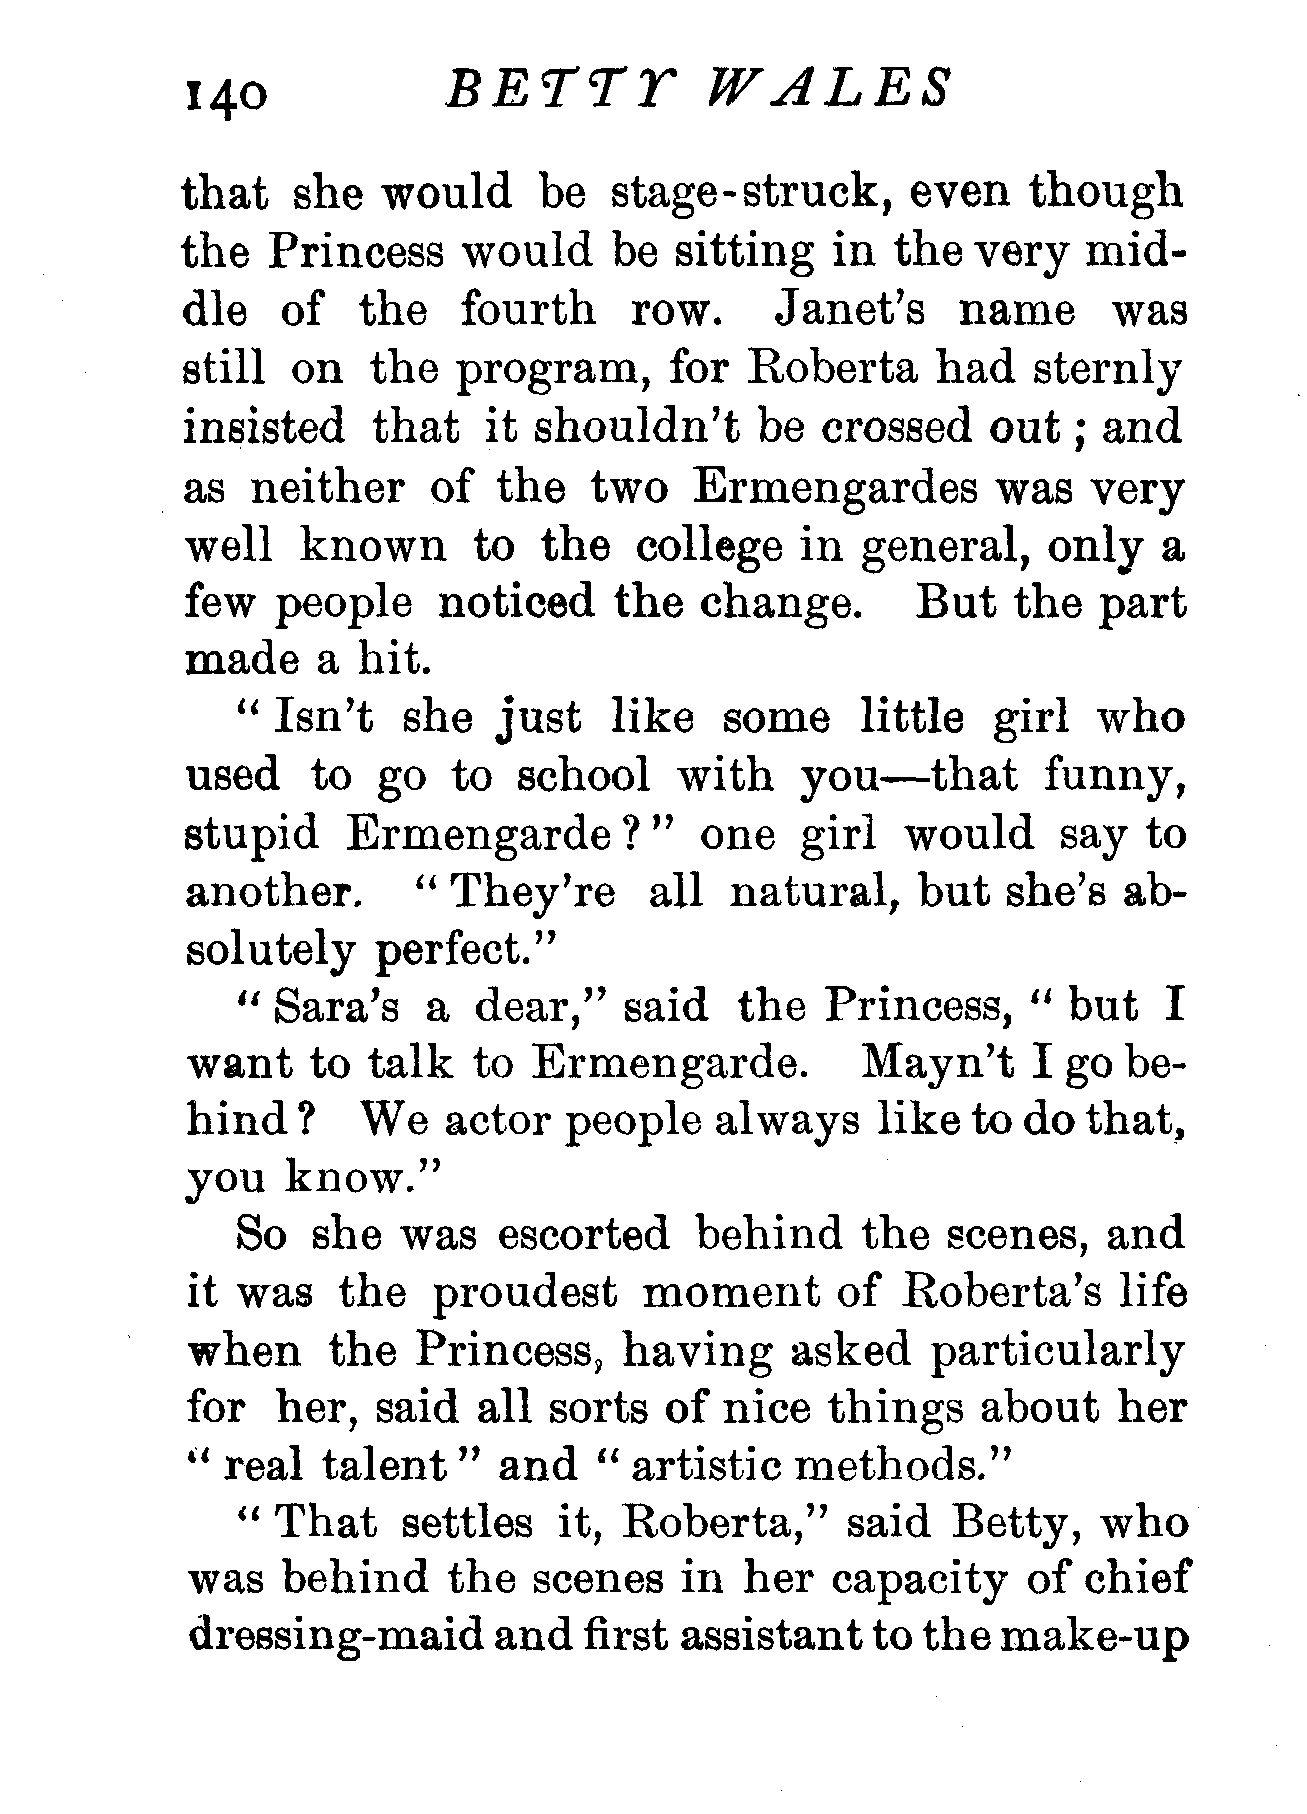 140 BETTY WALES
that she would be stage-struck, even though
the Princess would be sitting in the very mid-
dle of the fourth row. Janet's name was
still on the program, for Roberta had sternly
insisted that it shouldn't be crossed out ; and
as neither of the two Ermengardes was very
well known to the college in general, only a
few people noticed the change. But the part
made a hit.
“ Isn't she just like some little girl who
used to go to school with you—that funny,
stupid Ermengarde ? ” one girl would say to
another. “ They're all natural, but she's ab-
solutely perfect.”
“ Sara's a dear,” said the Princess, “ but I
want to talk to Ermengarde. Mayn't I go be-
hind ? We actor people always like to do that,
you know.”
So she was escorted behind the scenes, and
it was the proudest moment of Roberta's life
when the Princess, having asked particularly
for her, said all sorts of nice things about her
“ real talent ” and “ artistic methods.”
“ That settles it, Roberta,” said Betty, who
was behind the scenes in her capacity of chief
dressing-maid and first assistant to the make-up